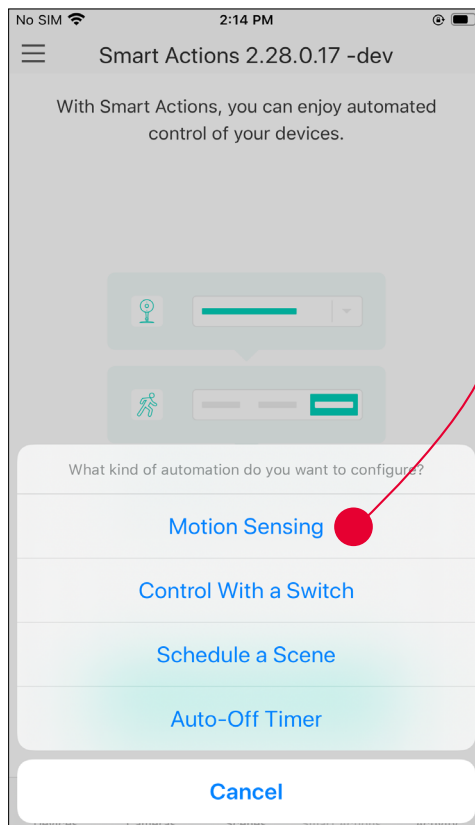 No SIM 2:14 PM
Smart Actions 2.28.0.17 -dev
With Smart Actions, you can enjoy automated
control of your devices.
What kind of automation do you want to configure?
Motion Sensing
Control With a Switch
Schedule a Scene
Auto-Off Timer
Cancel